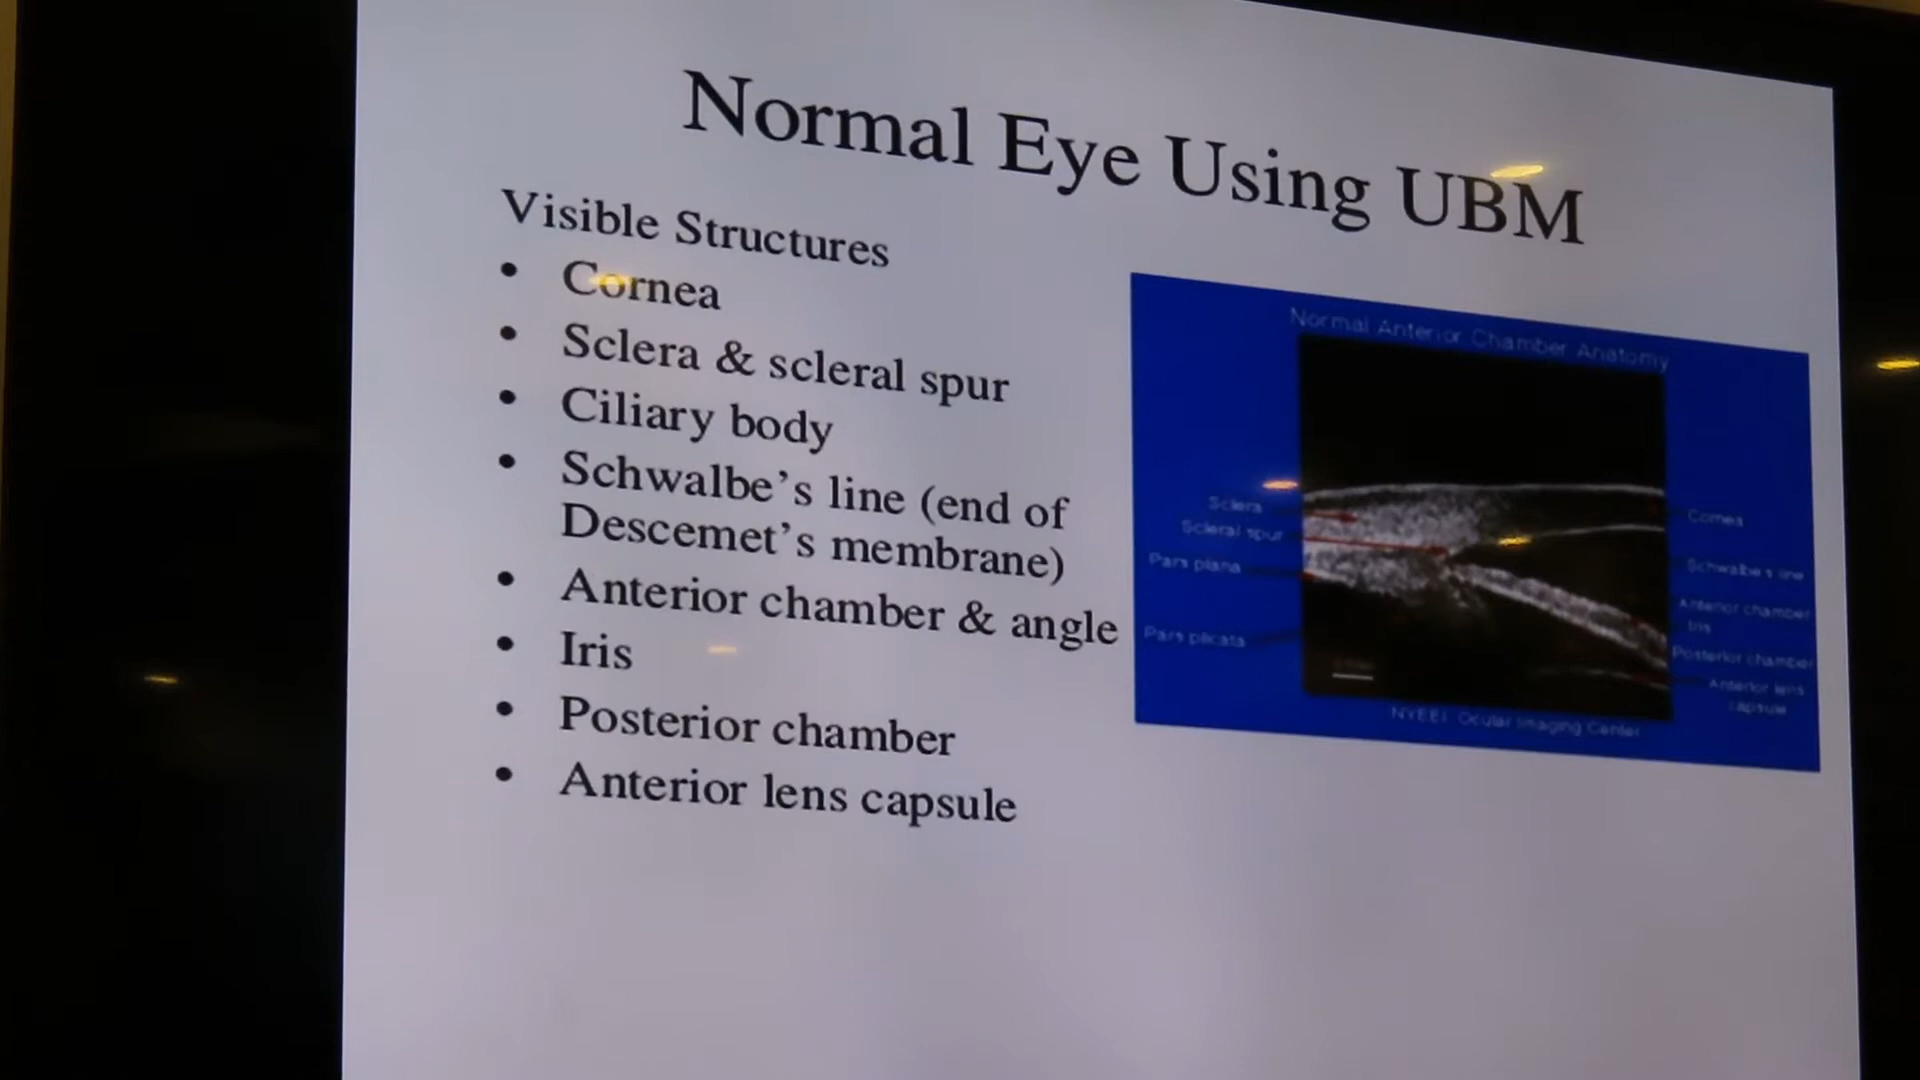 Normal Eye Using UBM
Visible Structures
• Cornea
• Sclera & scleral spur
• Ciliary body
• Schwalbe's line (end of
Descemet's membrane)
• Anterior chamber & angle
• Iris
• Posterior chamber
• Anterior lens capsule
Normal Anterior Chamber Anatomy
Sclera
Scleral spur
Pars plana
Pars plicata
Cornea
Schwalbe's line
Anterior chamber
Iris
Posterior chamber
Anterior lens
capsule
NYEEI Ocular Imaging Center